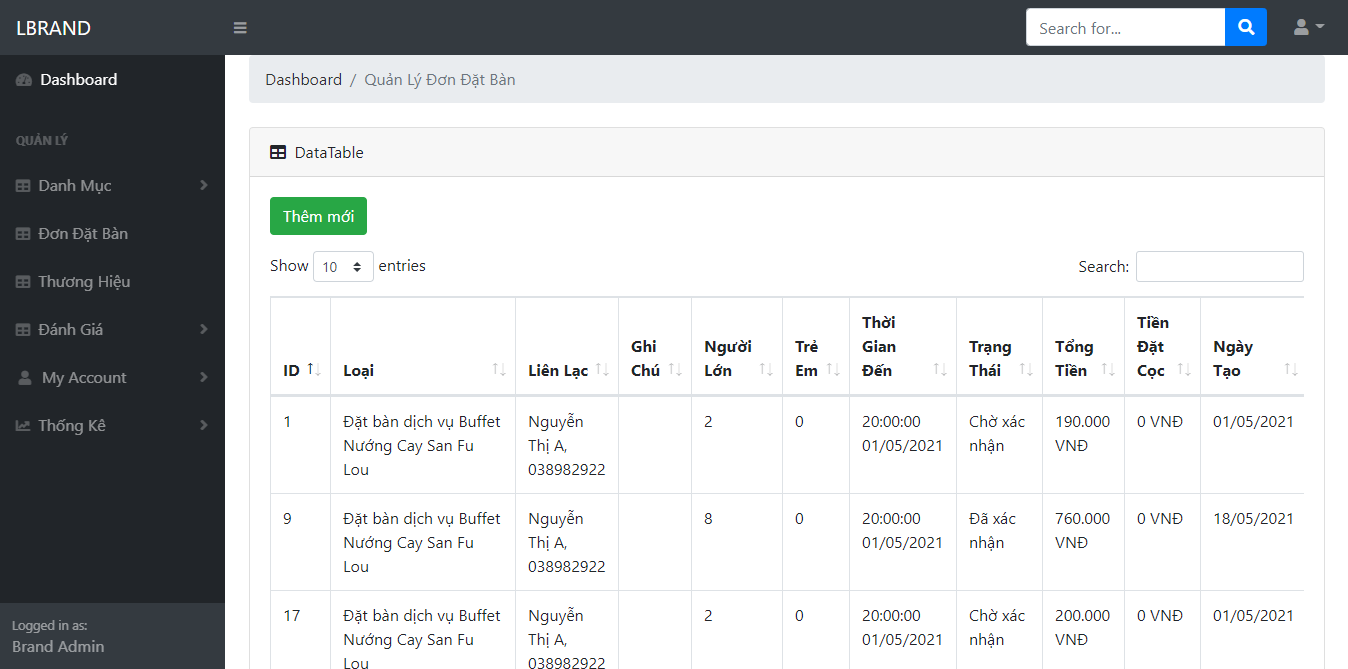 LBRAND
Search for...
Dashboard
QUẢN LÝ
Danh Mục
Đơn Đặt Bàn
Thương Hiệu
Đánh Giá
My Account
Thống Kê
Logged in as:
Brand Admin
Dashboard / Quản Lý Đơn Đặt Bàn
DataTable
Thêm mới
Show 10 entries
Search:
ID Loại Liên Lạc Ghi Chú Người Lớn Trẻ Em Thời Gian Đến Trạng Thái Tổng Tiền Tiền Đặt Cọc Ngày Tạo
1 Đặt bàn dịch vụ Buffet Nướng Cay San Fu Lou Nguyễn Thị A, 038982922 2 0 20:00:00 01/05/2021 Chờ xác nhận 190.000 VNĐ 0 VNĐ 01/05/2021
9 Đặt bàn dịch vụ Buffet Nướng Cay San Fu Lou Nguyễn Thị A, 038982922 8 0 20:00:00 01/05/2021 Đã xác nhận 760.000 VNĐ 0 VNĐ 18/05/2021
17 Đặt bàn dịch vụ Buffet Nướng Cay San Fu Lou Nguyễn Thị A, 038982922 2 0 20:00:00 01/05/2021 Chờ xác nhận 200.000 VNĐ 0 VNĐ 01/05/2021